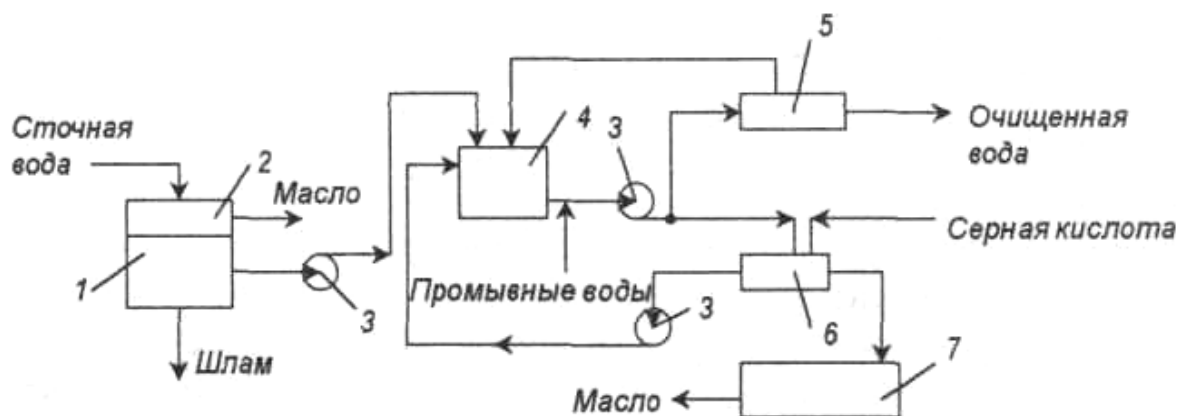 5
Сточная
вода
2
Масло
4
3
Очищенная
вода
1
3
Промывные воды
3
Серная кислота
6
7
Шлам
Масло